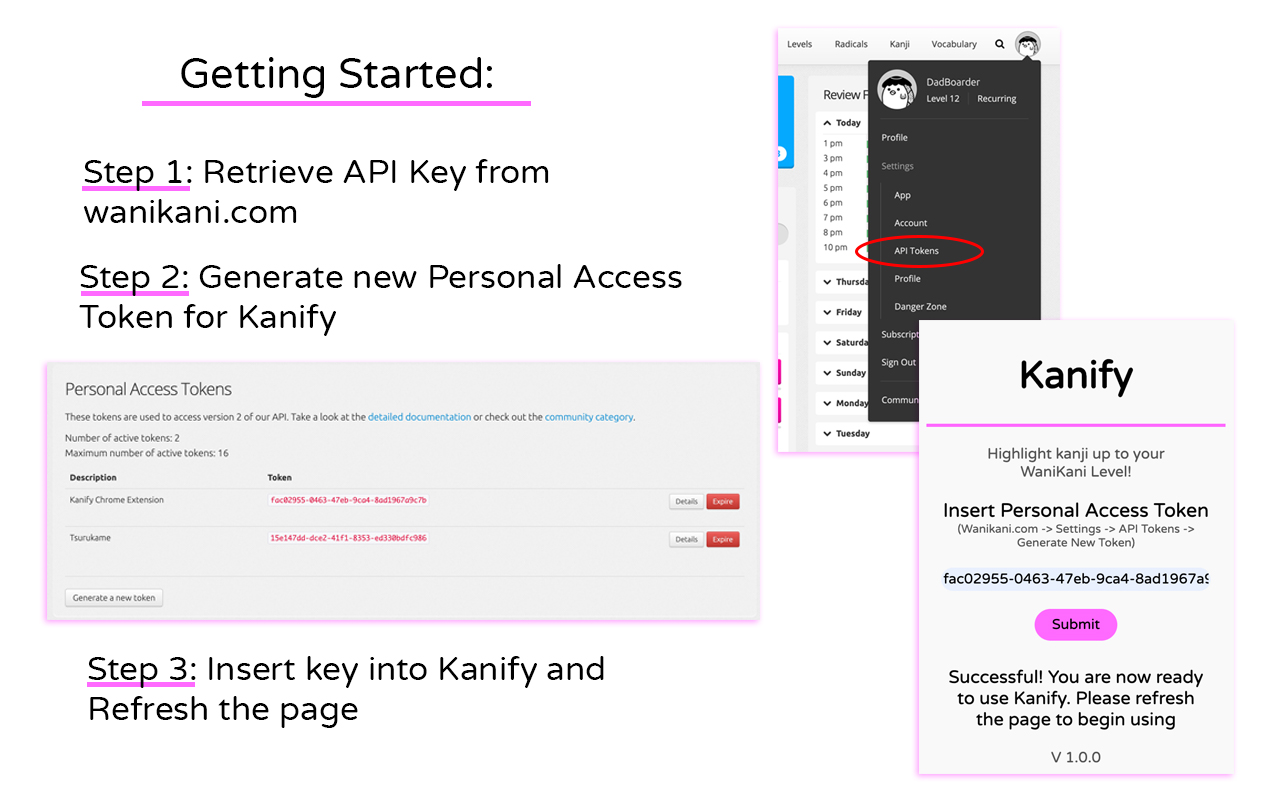 Getting Started:
Step 1: Retrieve API Key from
wanikani.com
Step 2: Generate new Personal Access
Token for Kanify
Personal Access Tokens
These tokens are used to access version 2 of our API. Take a look at the detailed documentation or check out the community category.
Number of active tokens: 2
Maximum number of active tokens: 16
Description Token
Kanify Chrome Extension fac02955-0463-47eb-9ca4-8ad1967a9c7b Details Expire
Tsurukame 15e147dd-dce2-41f1-8353-ed330bdfc986 Details Expire
Generate a new token
Step 3: Insert key into Kanify and
Refresh the page
Levels Radicals Kanji Vocabulary
DadBoarder
Level 12 Recurring
Review F
Today
1 pm
3 pm
4 pm
5 pm
6 pm
7 pm
8 pm
10 pm
Thursda
Friday
Saturda
Sunday
Monday
Tuesday
Profile
Settings
App
Account
API Tokens
Profile
Danger Zone
Subscript
Sign Out
Commun
Kanify
Highlight kanji up to your
WaniKani Level!
Insert Personal Access Token
(Wanikani.com -> Settings -> API Tokens ->
Generate New Token)
fac02955-0463-47eb-9ca4-8ad1967a9
Submit
Successful! You are now ready
to use Kanify. Please refresh
the page to begin using
V 1.0.0